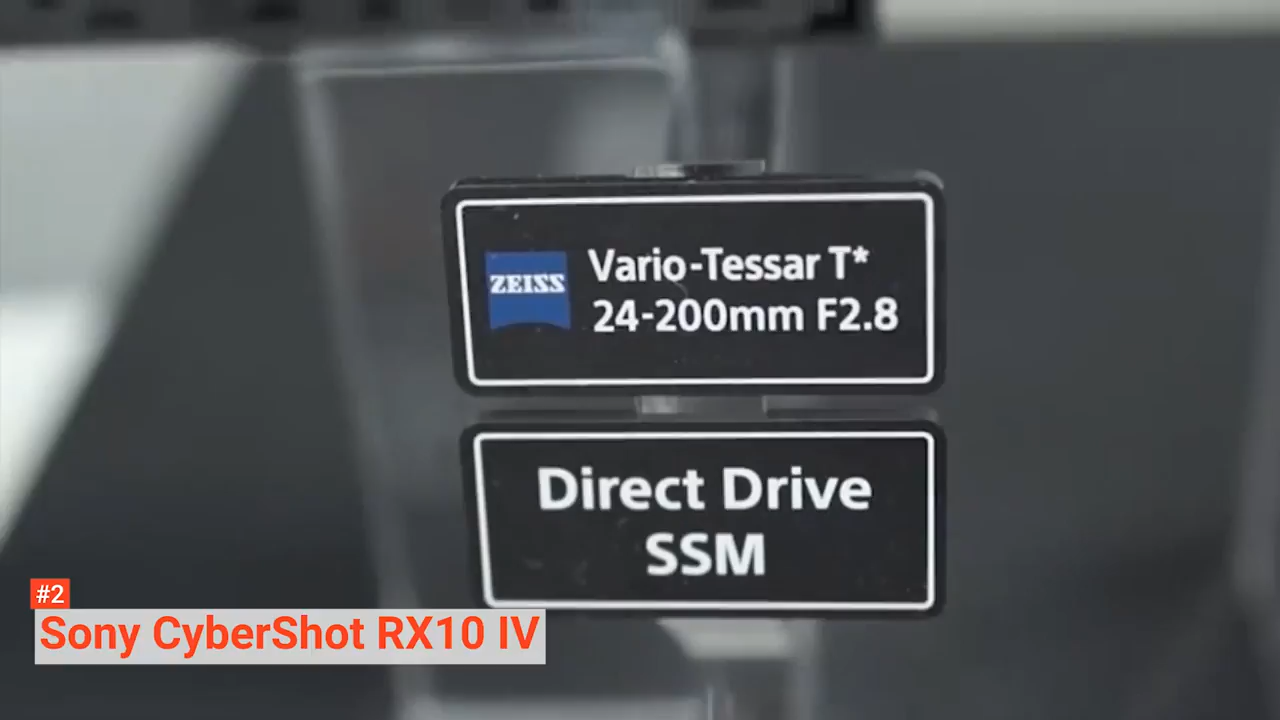 ZEISS
Vario-Tessar T*
24-200mm F2.8
Direct Drive
SSM
#2
Sony CyberShot RX10 IV